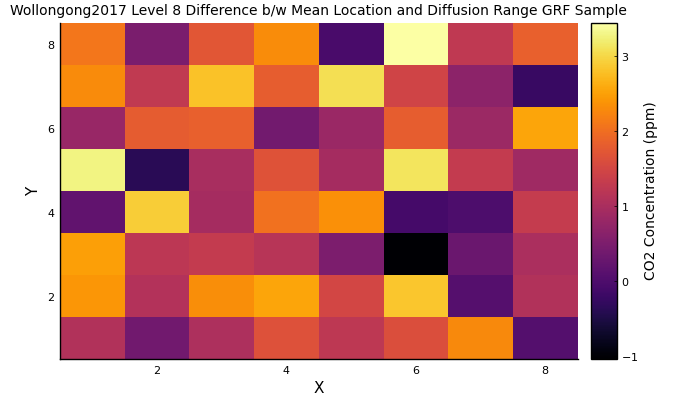 Wollongong2017 Level 8 Difference b/w Mean Location and Diffusion Range GRF Sample
8
6
4
2
Y
2 4 6 8
X
3
2
1
0
−1
CO2 Concentration (ppm)